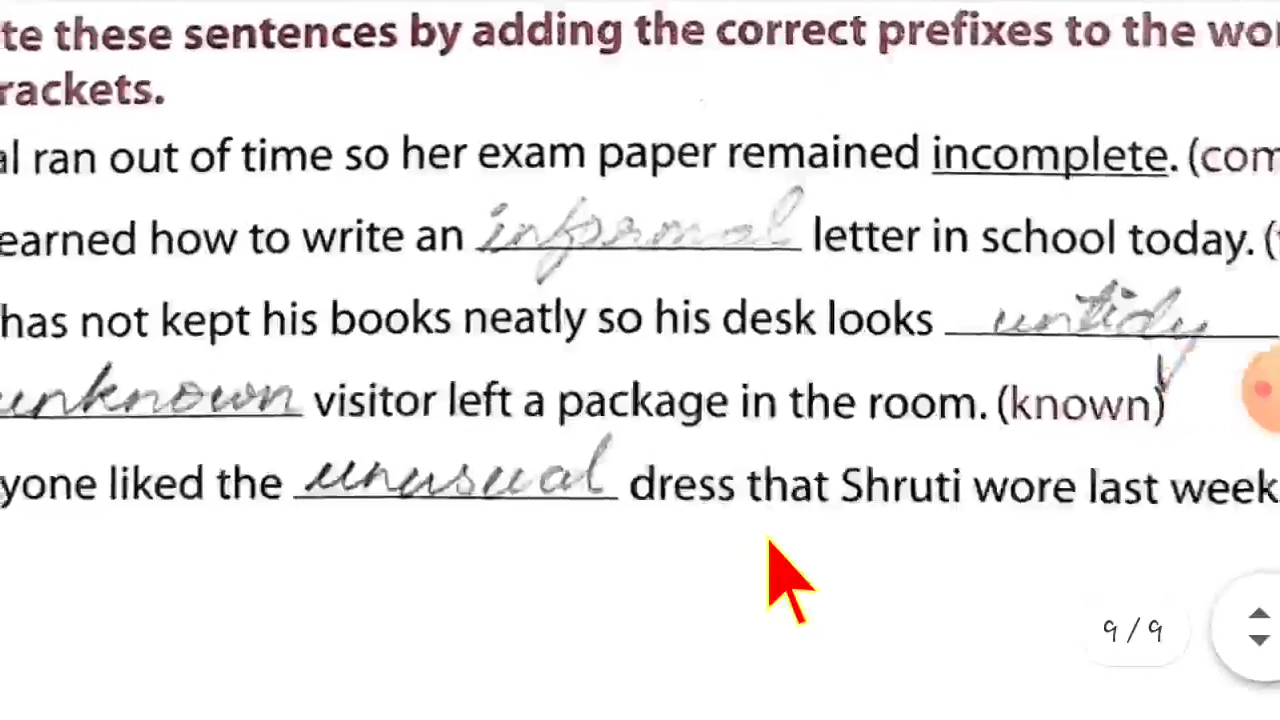 te these sentences by adding the correct prefixes to the wor
rackets.
al ran out of time so her exam paper remained incomplete. (com
earned how to write an informal letter in school today. (
has not kept his books neatly so his desk looks untidy
unknown visitor left a package in the room. (known)
yone liked the unusual dress that Shruti wore last week
9 / 9